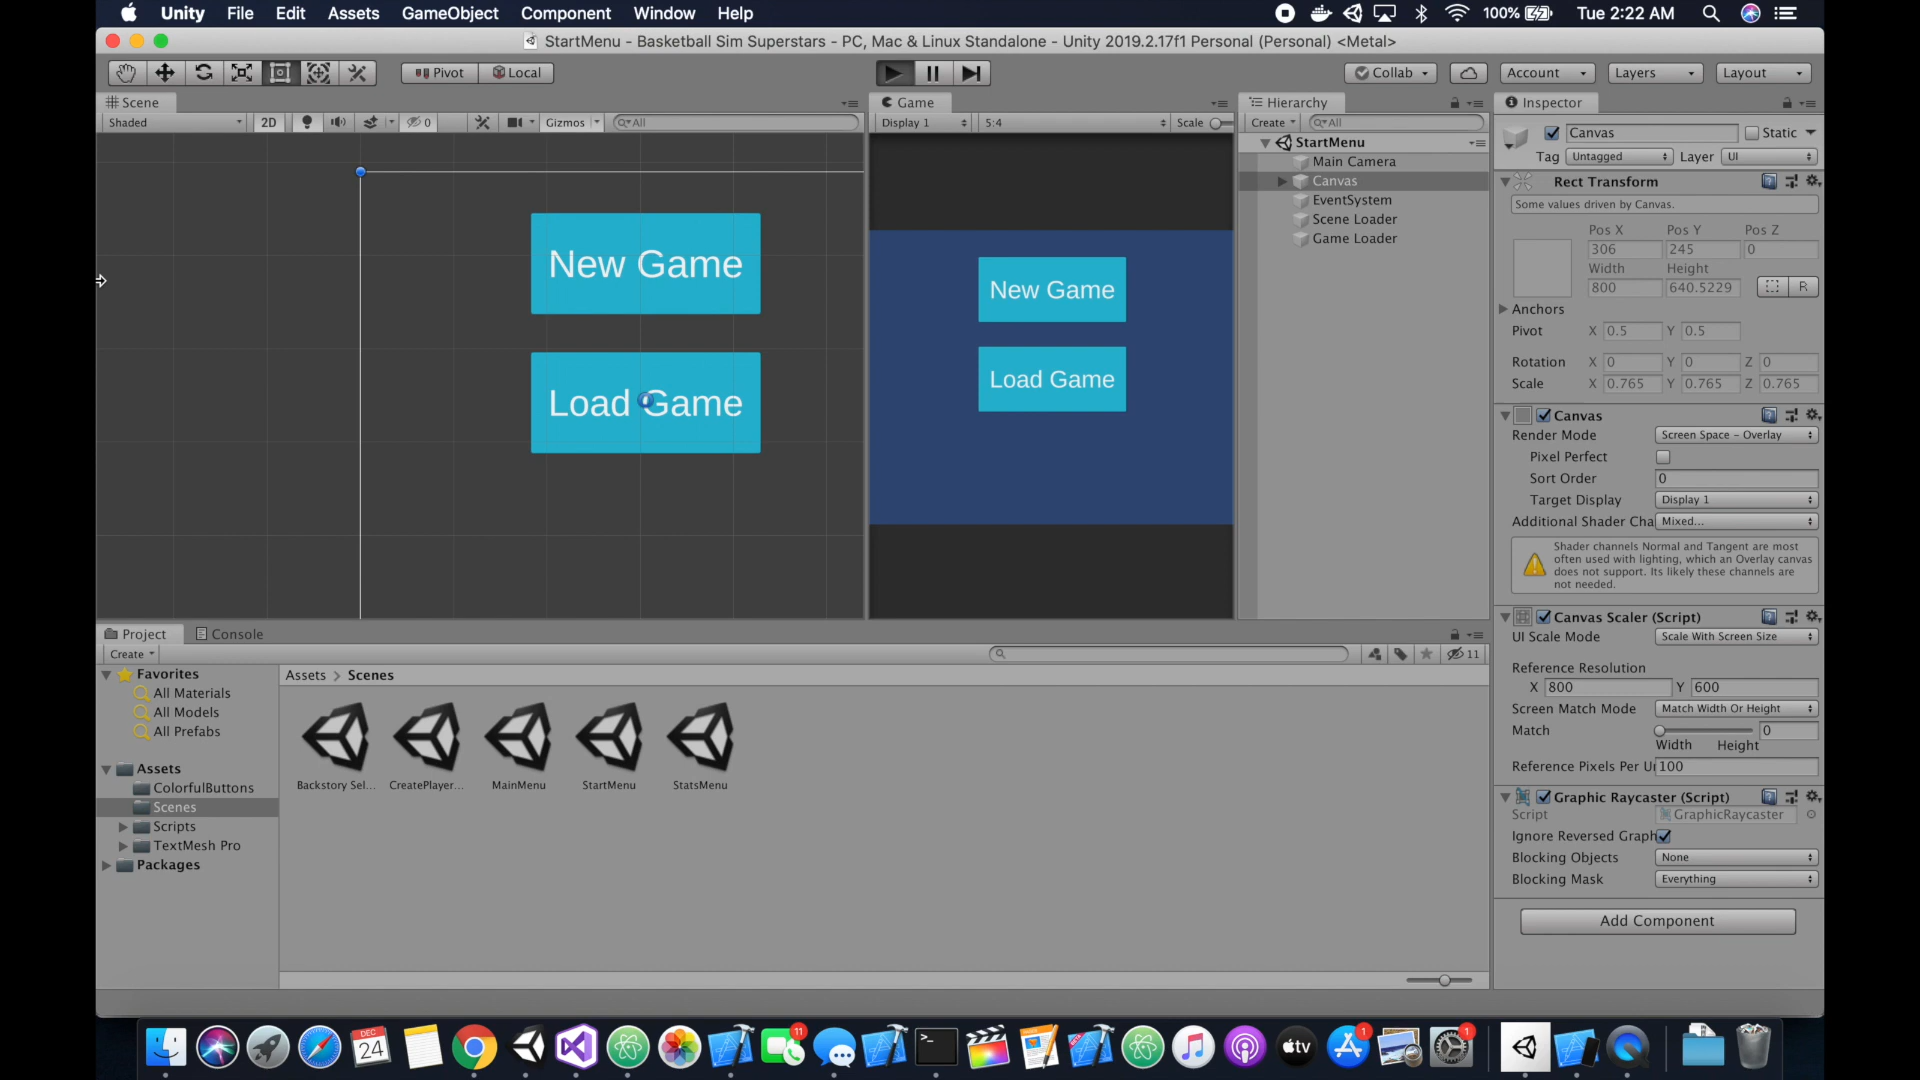 Unity File Edit Assets GameObject Component Window Help 100% Tue 2:22 AM
StartMenu - Basketball Sim Superstars - PC, Mac & Linux Standalone - Unity 2019.2.17f1 Personal (Personal) <Metal>
Pivot Local Collab Account Layers Layout
Scene Game Hierarchy Inspector
Shaded 2D 0 Gizmos All Display 1 5:4 Scale Create All
StartMenu
Main Camera
Canvas
EventSystem
Scene Loader
Game Loader
New Game
Load Game
New Game
Load Game
Canvas Static
Tag Untagged Layer UI
Rect Transform
Some values driven by Canvas.
Pos X Pos Y Pos Z
306 245 0
Width Height
800 640.5229 R
Anchors
Pivot X 0.5 Y 0.5
Rotation X 0 Y 0 Z 0
Scale X 0.765 Y 0.765 Z 0.765
Canvas
Render Mode Screen Space - Overlay
Pixel Perfect
Sort Order 0
Target Display Display 1
Additional Shader Cha Mixed...
Shader channels Normal and Tangent are most
often used with lighting, which an Overlay canvas
does not support. Its likely these channels are
not needed.
Canvas Scaler (Script)
UI Scale Mode Scale With Screen Size
Reference Resolution
X 800 Y 600
Screen Match Mode Match Width Or Height
Match 0
Width Height
Reference Pixels Per U 100
Graphic Raycaster (Script)
Script GraphicRaycaster
Ignore Reversed Graph
Blocking Objects None
Blocking Mask Everything
Add Component
Project Console
Create 11
Favorites
All Materials
All Models
All Prefabs
Assets
ColorfulButtons
Scenes
Scripts
TextMesh Pro
Packages
Assets > Scenes
Backstory Sel... CreatePlayer... MainMenu StartMenu StatsMenu
DEC
24
11
tv
1
1